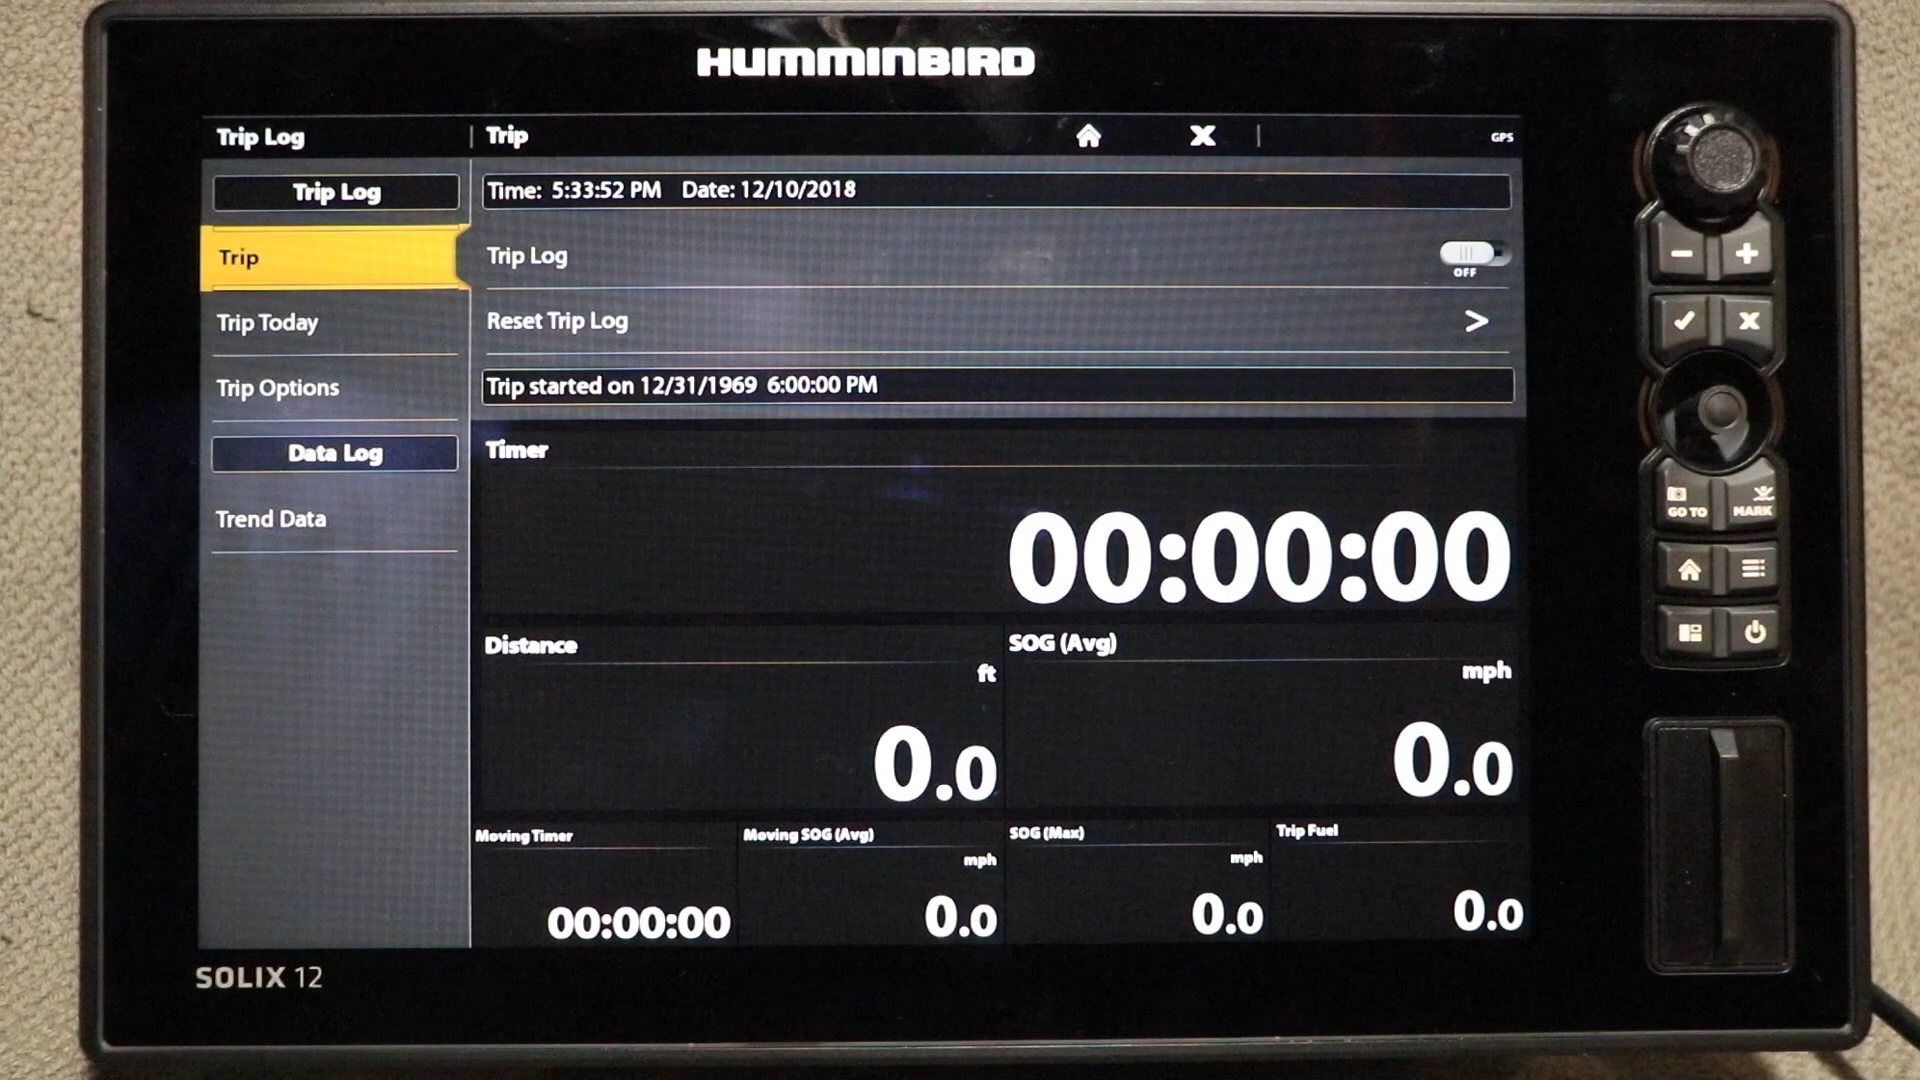 HUMMINBIRD
Trip Log
Trip
GPS
Trip Log
Trip
Trip Today
Trip Options
Data Log
Trend Data
Time: 5:33:52 PM Date: 12/10/2018
Trip Log
OFF
Reset Trip Log
Trip started on 12/31/1969 6:00:00 PM
Timer
00:00:00
Distance
ft
0.0
SOG (Avg)
mph
0.0
Moving Timer
00:00:00
Moving SOG (Avg)
mph
0.0
SOG (Max)
mph
0.0
Trip Fuel
0.0
GO TO
MARK
SOLIX 12